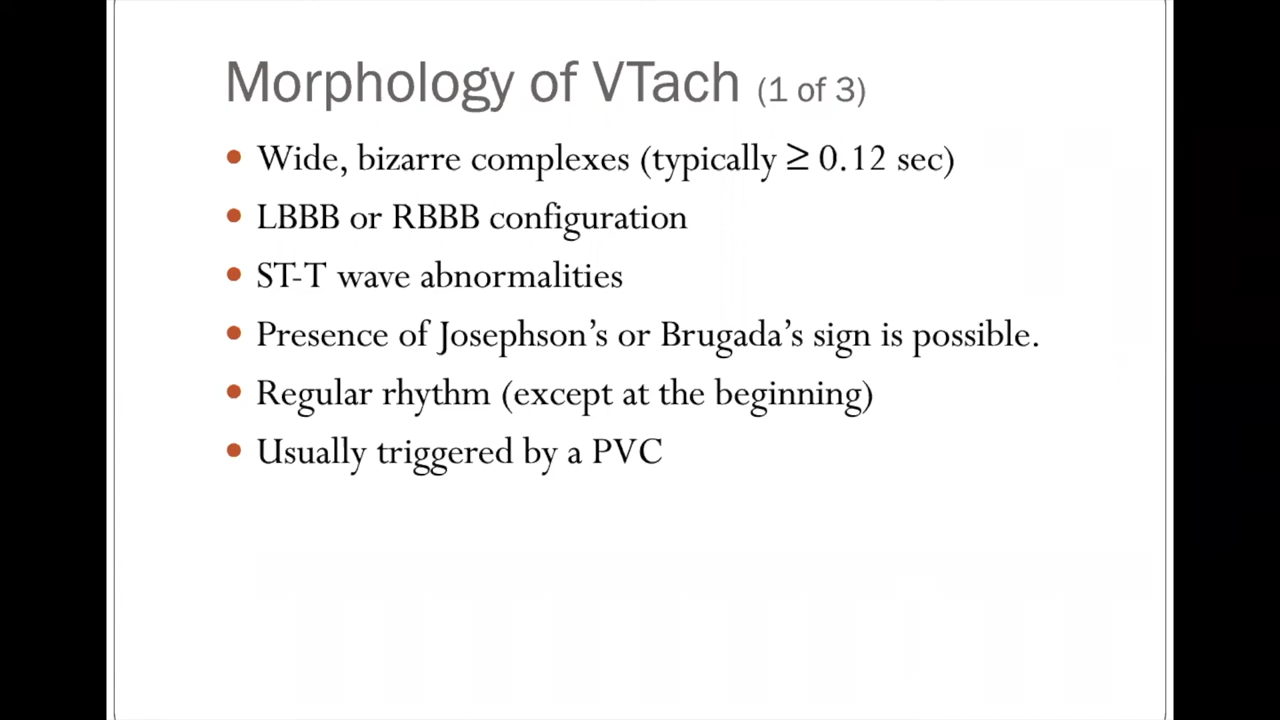 Morphology of VTach (1 of 3)
• Wide, bizarre complexes (typically ≥ 0.12 sec)
• LBBB or RBBB configuration
• ST-T wave abnormalities
• Presence of Josephson’s or Brugada’s sign is possible.
• Regular rhythm (except at the beginning)
• Usually triggered by a PVC